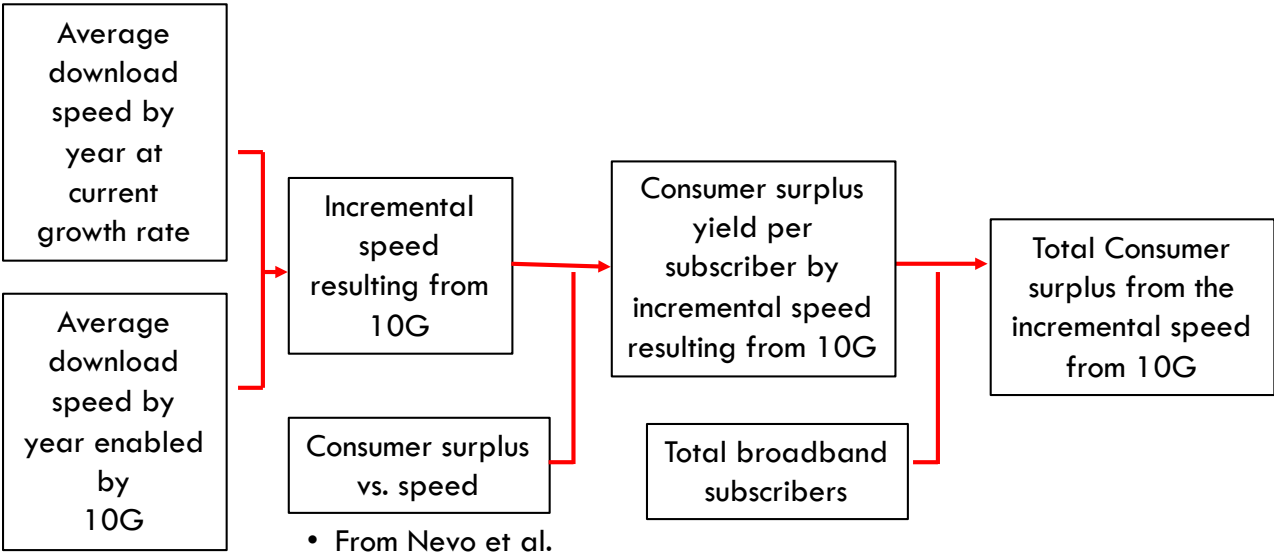 Average
download
speed by
year at
current
growth rate
Average
download
speed by
year enabled
by
10G
Incremental
speed
resulting from
10G
Consumer surplus
vs. speed
• From Nevo et al.
Consumer surplus
yield per
subscriber by
incremental speed
resulting from 10G
Total broadband
subscribers
Total Consumer
surplus from the
incremental speed
from 10G